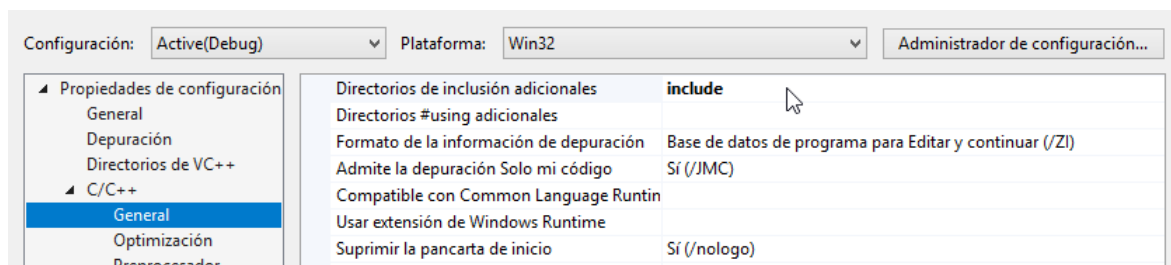 Configuración: Active(Debug) Plataforma: Win32 Administrador de configuración...
Propiedades de configuración
General
Depuración
Directorios de VC++
C/C++
General
Optimización
Preprocesador
Directorios de inclusión adicionales include
Directorios #using adicionales
Formato de la información de depuración Base de datos de programa para Editar y continuar (/ZI)
Admite la depuración Solo mi código Sí (/JMC)
Compatible con Common Language Runtin
Usar extensión de Windows Runtime
Suprimir la pancarta de inicio Sí (/nologo)